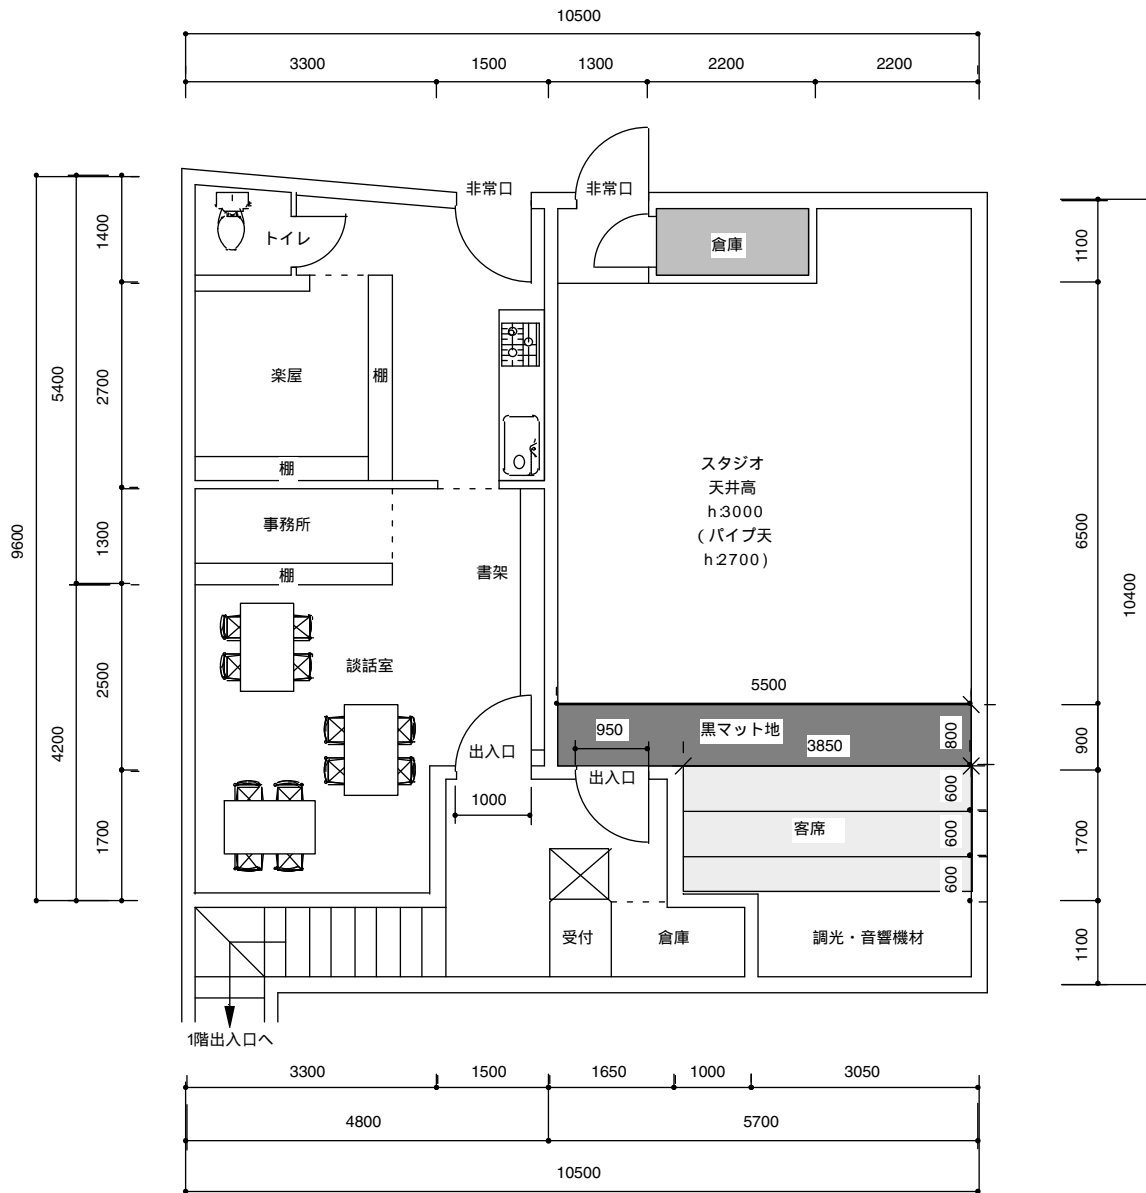 10500
3300
1500
1300
2200
2200
非常口
非常口
トイレ
倉庫
1400
1100
楽屋
棚
2700
5400
棚
スタジオ
天井高
h:3000
(パイプ天
h:2700)
9600
事務所
1300
6500
棚
書架
10400
談話室
2500
5500
4200
950
黒マット地
3850
800
900
出入口
出入口
1000
600
客席
600
600
1700
1700
受付
倉庫
調光・音響機材
1100
1階出入口へ
3300
1500
1650
1000
3050
4800
5700
10500